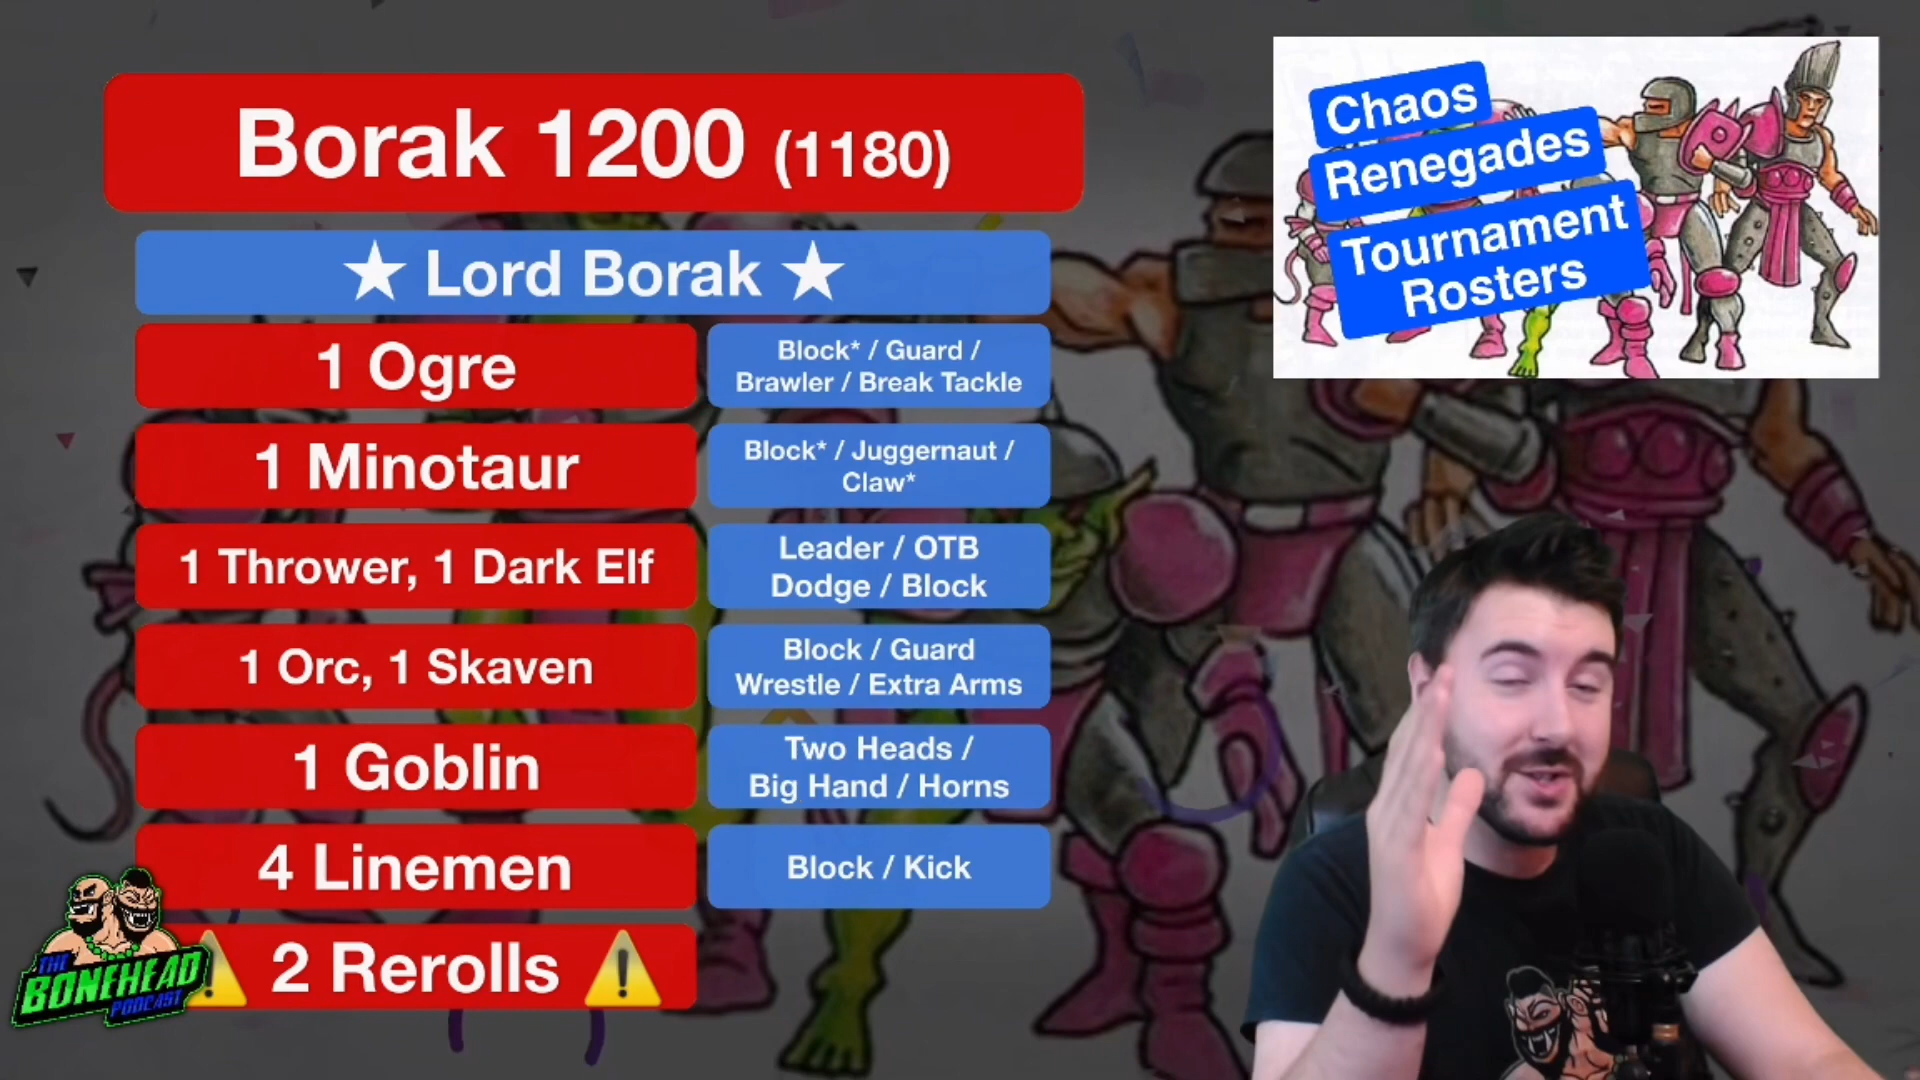 Borak 1200 (1180)
★ Lord Borak ★
1 Ogre
Block* / Guard /
Brawler / Break Tackle
1 Minotaur
Block* / Juggernaut /
Claw*
1 Thrower, 1 Dark Elf
Leader / OTB
Dodge / Block
1 Orc, 1 Skaven
Block / Guard
Wrestle / Extra Arms
1 Goblin
Two Heads /
Big Hand / Horns
4 Linemen
Block / Kick
2 Rerolls
Chaos
Renegades
Tournament
Rosters
THE
BONEHEAD
PODCAST